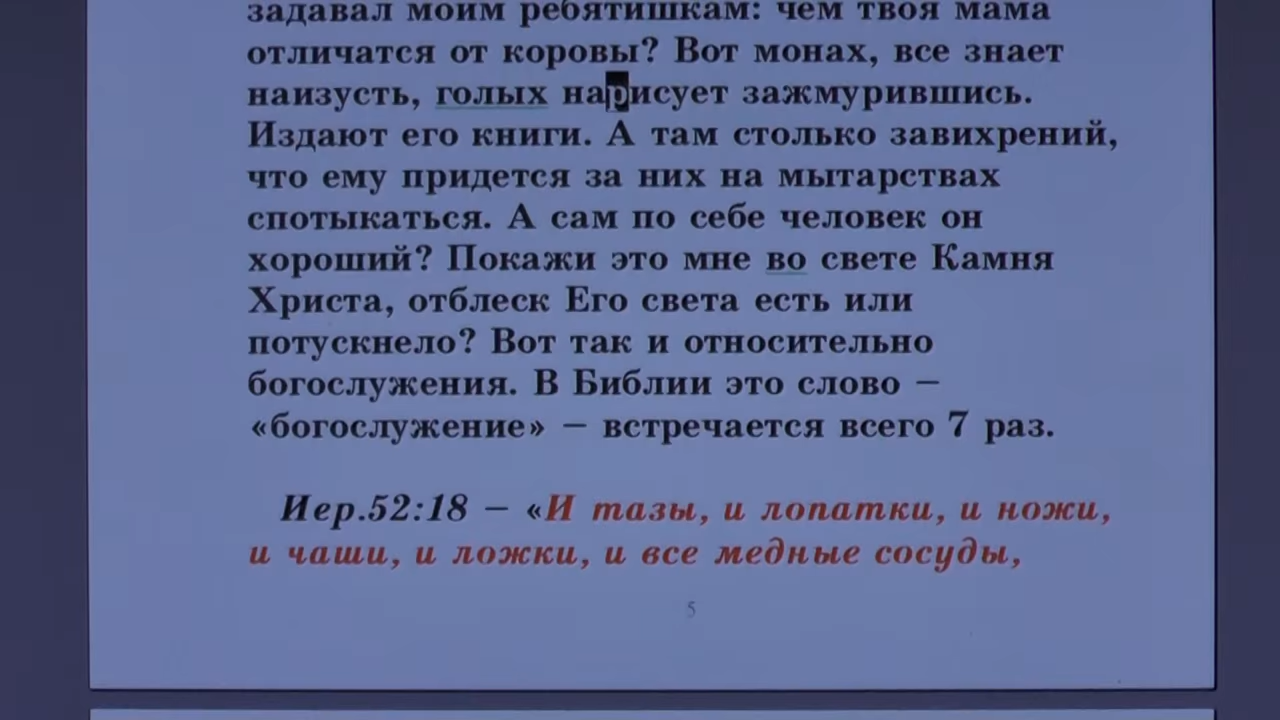 задавал моим ребятишкам: чем твоя мама
отличатся от коровы? Вот монах, все знает
наизусть, голых нарисует зажмурившись.
Издают его книги. А там столько завихрений,
что ему придется за них на мытарствах
спотыкаться. А сам по себе человек он
хороший? Покажи это мне во свете Камня
Христа, отблеск Его света есть или
потускнело? Вот так и относительно
богослужения. В Библии это слово –
«богослужение» – встречается всего 7 раз.
Иер.52:18 – «И тазы, и лопатки, и ножи,
и чаши, и ложки, и все медные сосуды,
5